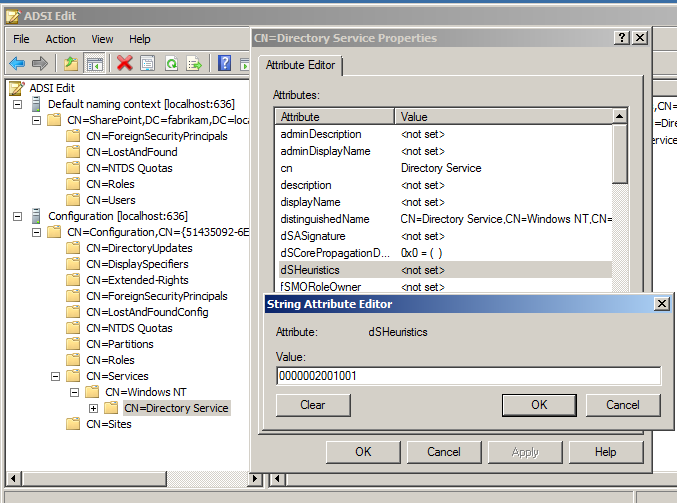 ADSI Edit
File Action View Help
ADSI Edit
Default naming context [localhost:636]
CN=SharePoint,DC=fabrikam,DC=loca
CN=ForeignSecurityPrincipals
CN=LostAndFound
CN=NTDS Quotas
CN=Roles
CN=Users
Configuration [localhost:636]
CN=Configuration,CN={51435092-6E
CN=DirectoryUpdates
CN=DisplaySpecifiers
CN=Extended-Rights
CN=ForeignSecurityPrincipals
CN=LostAndFoundConfig
CN=NTDS Quotas
CN=Partitions
CN=Roles
CN=Services
CN=Windows NT
CN=Directory Service
CN=Sites
CN=Directory Service Properties
Attribute Editor
Attributes:
Attribute Value
adminDescription <not set>
adminDisplayName <not set>
cn Directory Service
description <not set>
displayName <not set>
distinguishedName CN=Directory Service,CN=Windows NT,CN=
dSASignature <not set>
dSCorePropagationD... 0x0 = ( )
dSHeuristics <not set>
fSMORoleOwner <not set>
String Attribute Editor
Attribute: dSHeuristics
Value:
0000002001001
Clear OK Cancel
OK Cancel Apply Help
,CN=
=Dire
ervice